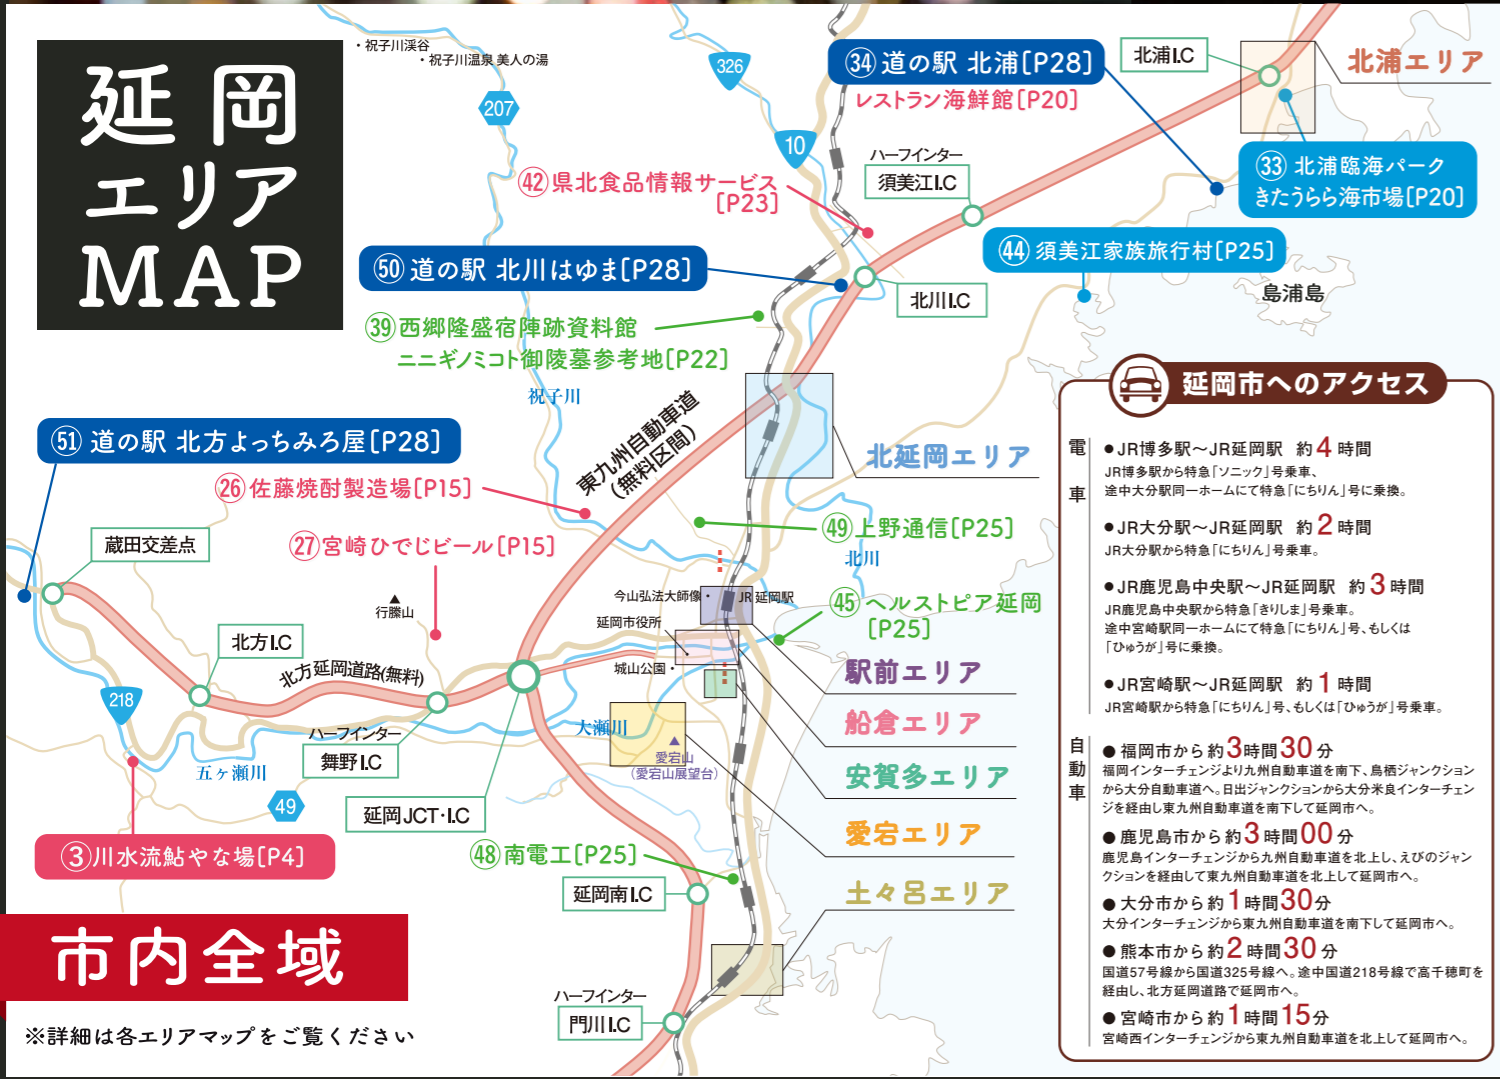 延岡
エリア
MAP
・祝子川渓谷
・祝子川温泉 美人の湯
207
326
10
㉞ 道の駅 北浦[P28]
レストラン海鮮館[P20]
北浦I.C
北浦エリア
㉝ 北浦臨海パーク
きたうらら海市場[P20]
ハーフインター
須美江I.C
㊷県北食品情報サービス
[P23]
㊿ 道の駅 北川はゆま[P28]
㊹ 須美江家族旅行村[P25]
北川I.C
島浦島
㊴西郷隆盛宿陣跡資料館
ニニギノミコト御陵墓参考地[P22]
祝子川
東九州自動車道
(無料区間)
北延岡エリア
51 道の駅 北方よっちみろ屋[P28]
㉖佐藤焼酎製造場[P15]
㉗宮崎ひでじビール[P15]
㊾上野通信[P25]
北川
蔵田交差点
▲
行縢山
今山弘法大師像・
JR延岡駅
延岡市役所
㊺ヘルストピア延岡
[P25]
北方I.C
城山公園・
北方延岡道路(無料)
駅前エリア
218
船倉エリア
大瀬川
ハーフインター
舞野I.C
▲
愛宕山
(愛宕山展望台)
五ヶ瀬川
安賀多エリア
49
延岡JCT・I.C
愛宕エリア
③川水流鮎やな場[P4]
㊽南電工[P25]
延岡南I.C
土々呂エリア
市内全域
ハーフインター
門川I.C
※詳細は各エリアマップをご覧ください
延岡市へのアクセス
電車
●JR博多駅～JR延岡駅 約4時間
JR博多駅から特急「ソニック」号乗車、
途中大分駅同一ホームにて特急「にちりん」号に乗換。
●JR大分駅～JR延岡駅 約2時間
JR大分駅から特急「にちりん」号乗車。
●JR鹿児島中央駅～JR延岡駅 約3時間
JR鹿児島中央駅から特急「きりしま」号乗車。
途中宮崎駅同一ホームにて特急「にちりん」号、もしくは
「ひゅうが」号に乗換。
●JR宮崎駅～JR延岡駅 約1時間
JR宮崎駅から特急「にちりん」号、もしくは「ひゅうが」号乗車。
自動車
●福岡市から約3時間30分
福岡インターチェンジより九州自動車道を南下、鳥栖ジャンクション
から大分自動車道へ。日出ジャンクションから大分米良インターチェン
ジを経由し東九州自動車道を南下して延岡市へ。
●鹿児島市から約3時間00分
鹿児島インターチェンジから九州自動車道を北上し、えびのジャン
クションを経由して東九州自動車道を北上して延岡市へ。
●大分市から約1時間30分
大分インターチェンジから東九州自動車道を南下して延岡市へ。
●熊本市から約2時間30分
国道57号線から国道325号線へ。途中国道218号線で高千穂町を
経由し、北方延岡道路で延岡市へ。
●宮崎市から約1時間15分
宮崎西インターチェンジから東九州自動車道を北上して延岡市へ。